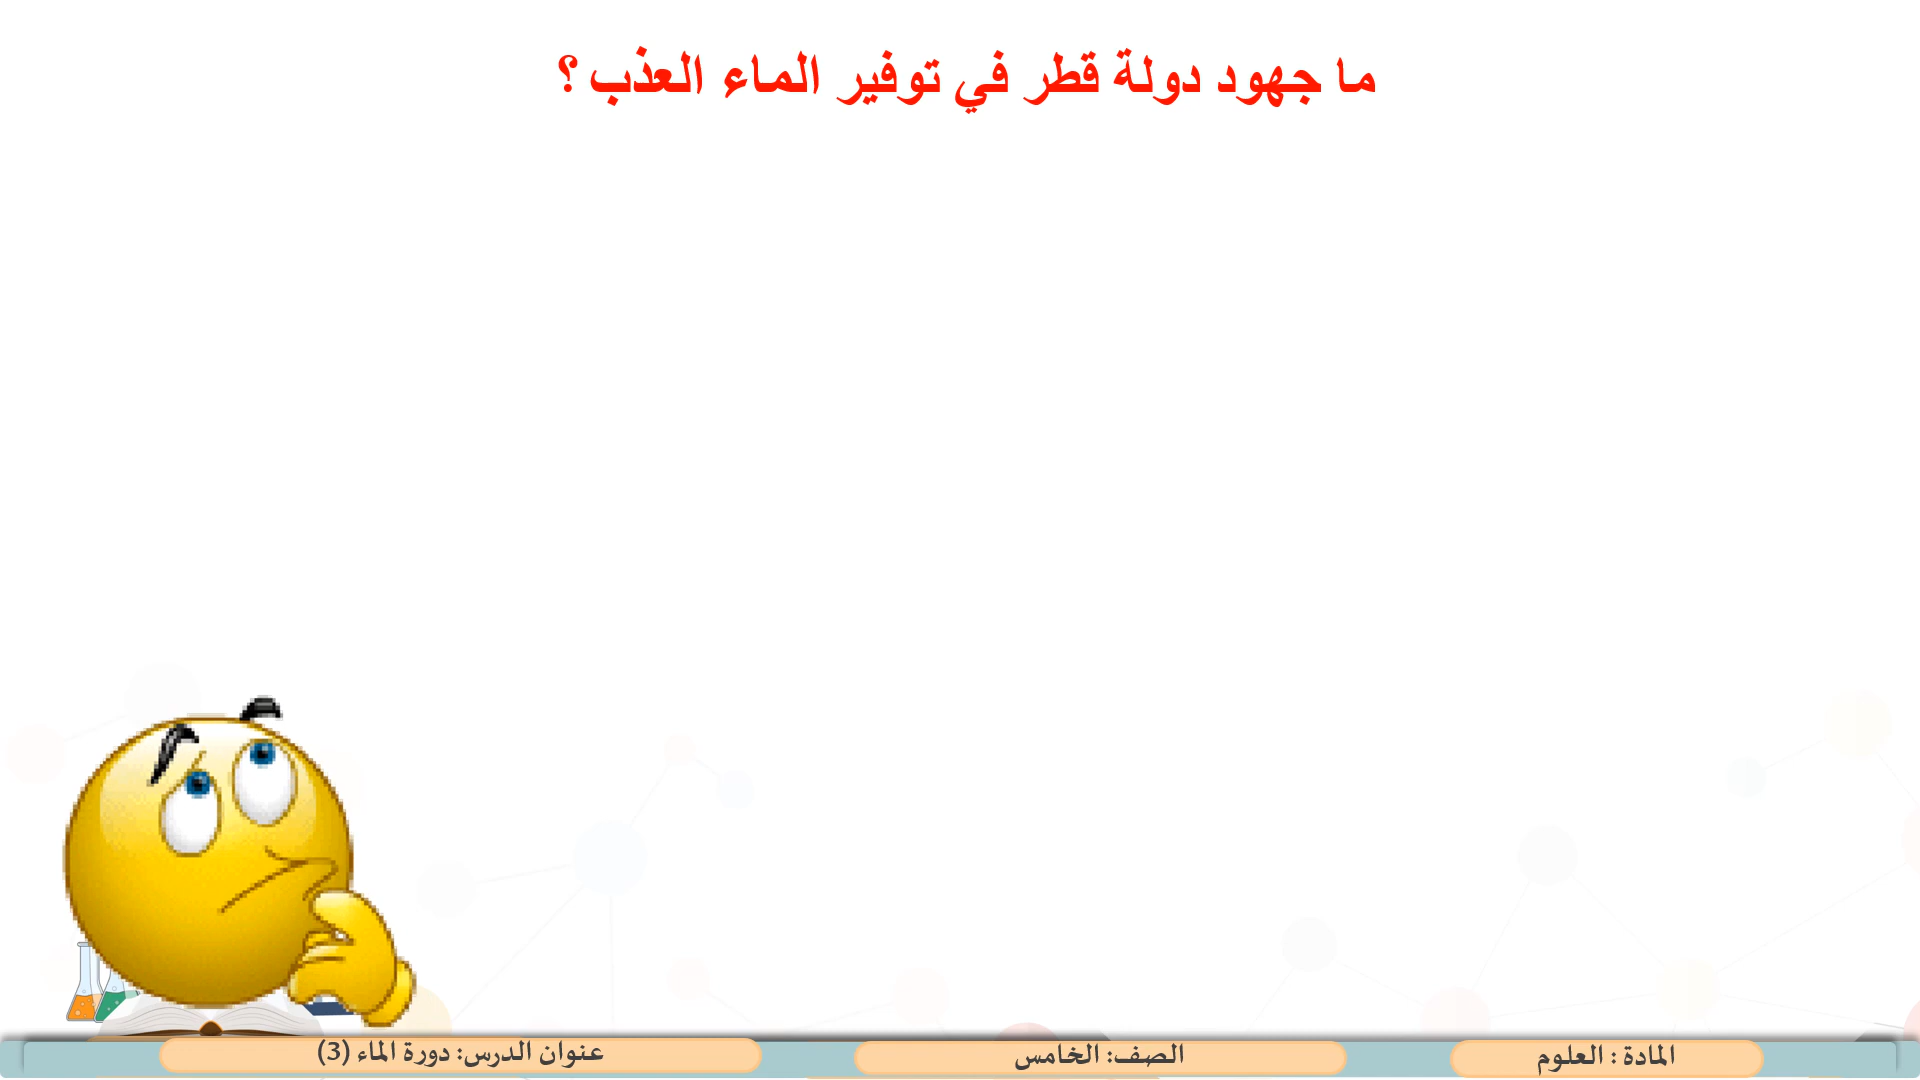 ما جهود دولة قطر في توفير الماء العذب ؟
المادة : العلوم
الصف: الخامس
عنوان الدرس: دورة الماء (3)